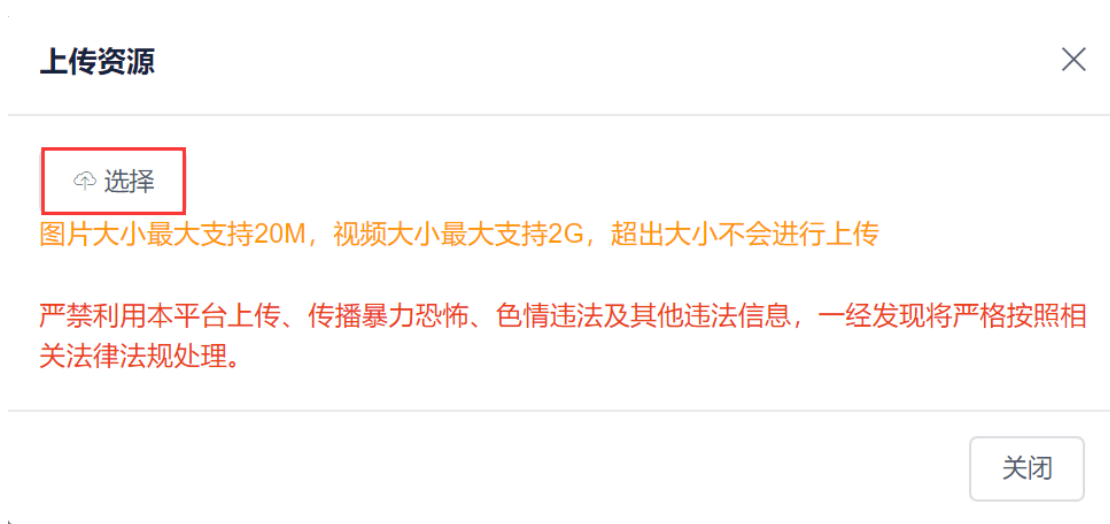 上传资源
选择
图片大小最大支持20M，视频大小最大支持2G，超出大小不会进行上传
严禁利用本平台上传、传播暴力恐怖、色情违法及其他违法信息，一经发现将严格按照相
关法律法规处理。
关闭